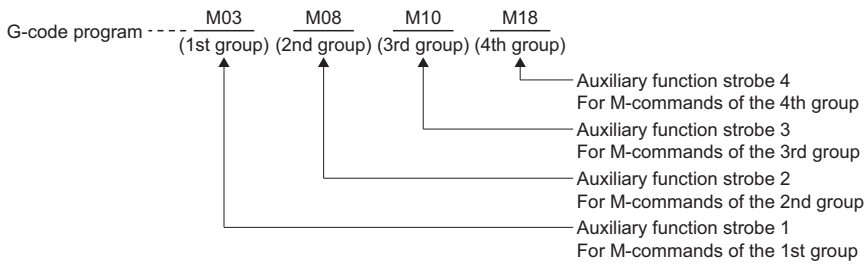 G-code program M03 M08 M10 M18
(1st group) (2nd group) (3rd group) (4th group)
Auxiliary function strobe 4
For M-commands of the 4th group
Auxiliary function strobe 3
For M-commands of the 3rd group
Auxiliary function strobe 2
For M-commands of the 2nd group
Auxiliary function strobe 1
For M-commands of the 1st group